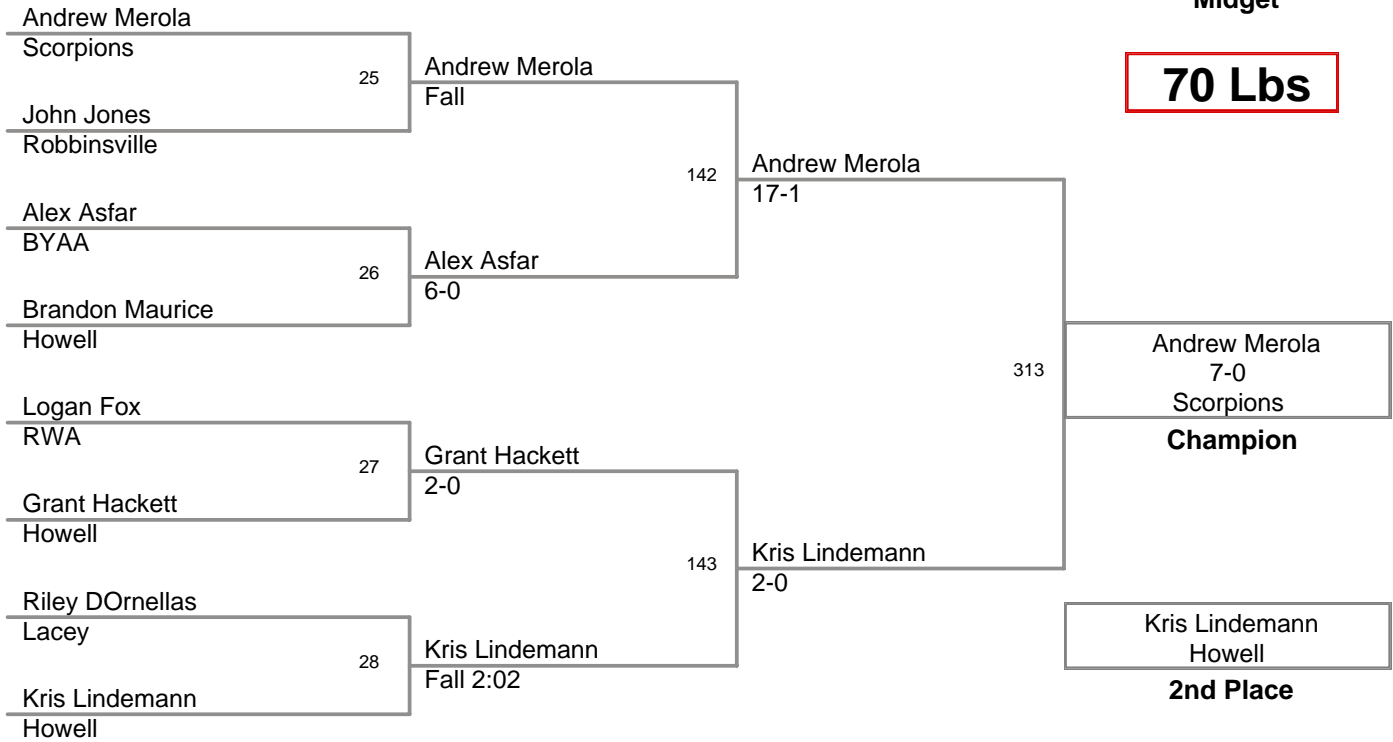 Midget
70 Lbs
Andrew Merola
Scorpions
25
John Jones
Robbinsville
Andrew Merola
Fall
Alex Asfar
BYAA
26
Brandon Maurice
Howell
Alex Asfar
6-0
142
Andrew Merola
17-1
Logan Fox
RWA
27
Grant Hackett
Howell
Grant Hackett
2-0
Riley DOrnellas
Lacey
28
Kris Lindemann
Howell
Kris Lindemann
Fall 2:02
143
Kris Lindemann
2-0
313
Andrew Merola
7-0
Scorpions
Champion
Kris Lindemann
Howell
2nd Place